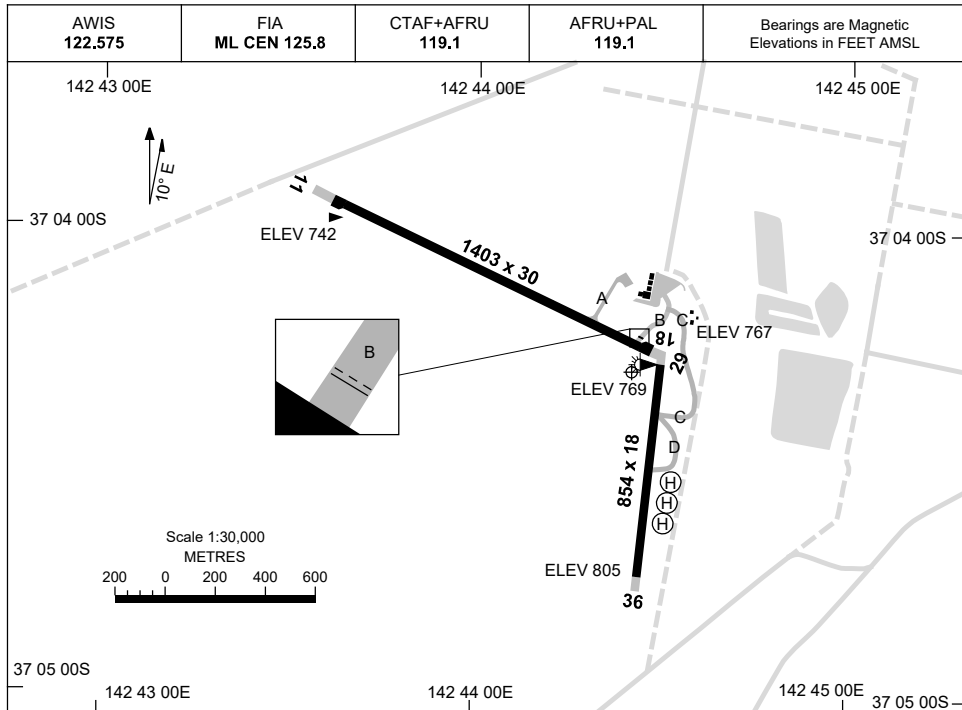 AWIS
122.575
FIA
ML CEN 125.8
CTAF+AFRU
119.1
AFRU+PAL
119.1
Bearings are Magnetic
Elevations in FEET AMSL
142 43 00E
142 44 00E
142 45 00E
10° E
11
37 04 00S
ELEV 742
37 04 00S
1403 x 30
A
B
C
ELEV 767
18
29
B
ELEV 769
C
D
854 x 18
H
H
H
Scale 1:30,000
METRES
200 0 200 400 600
ELEV 805
36
37 05 00S
142 43 00E
142 44 00E
142 45 00E
37 05 00S